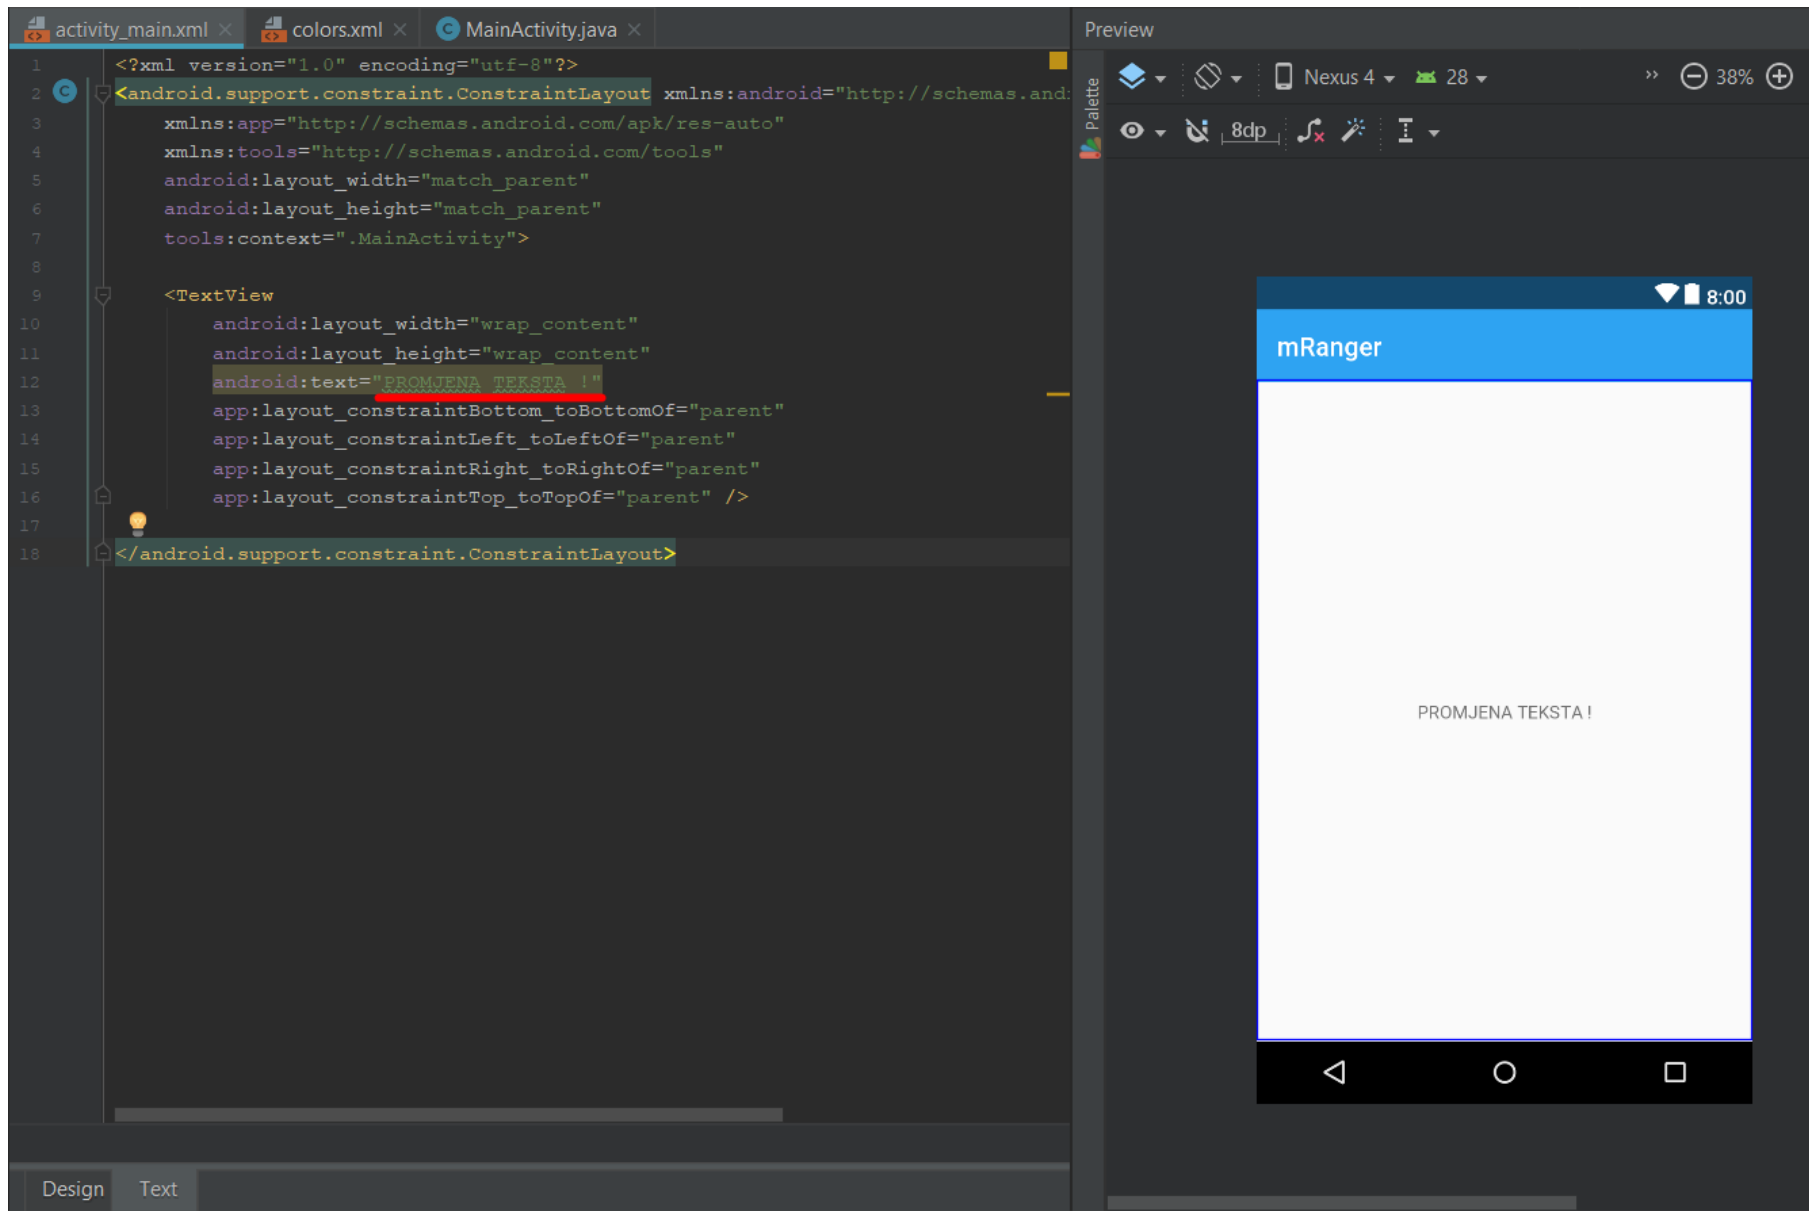 activity_main.xml colors.xml MainActivity.java
1 <?xml version="1.0" encoding="utf-8"?>
2 <android.support.constraint.ConstraintLayout xmlns:android="http://schemas.and
3 xmlns:app="http://schemas.android.com/apk/res-auto"
4 xmlns:tools="http://schemas.android.com/tools"
5 android:layout_width="match_parent"
6 android:layout_height="match_parent"
7 tools:context=".MainActivity">
8
9 <TextView
10 android:layout_width="wrap_content"
11 android:layout_height="wrap_content"
12 android:text="PROMJENA TEKSTA !"
13 app:layout_constraintBottom_toBottomOf="parent"
14 app:layout_constraintLeft_toLeftOf="parent"
15 app:layout_constraintRight_toRightOf="parent"
16 app:layout_constraintTop_toTopOf="parent" />
17
18 </android.support.constraint.ConstraintLayout>
Design Text
Preview
Palette
Nexus 4 28 » 38%
8dp
8:00
mRanger
PROMJENA TEKSTA !